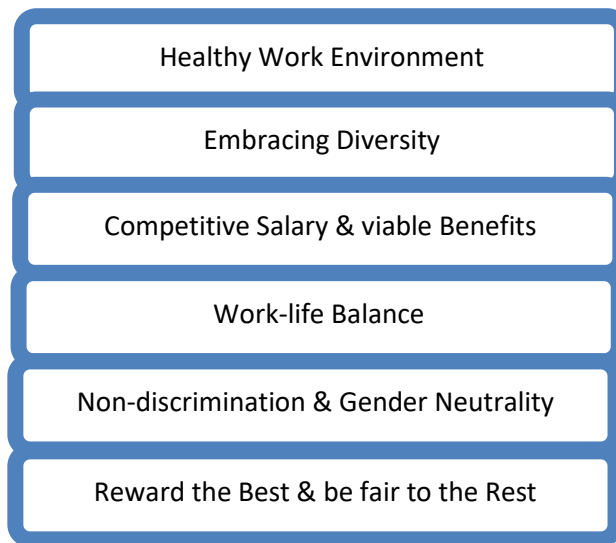 Healthy Work Environment
Embracing Diversity
Competitive Salary & viable Benefits
Work-life Balance
Non-discrimination & Gender Neutrality
Reward the Best & be fair to the Rest